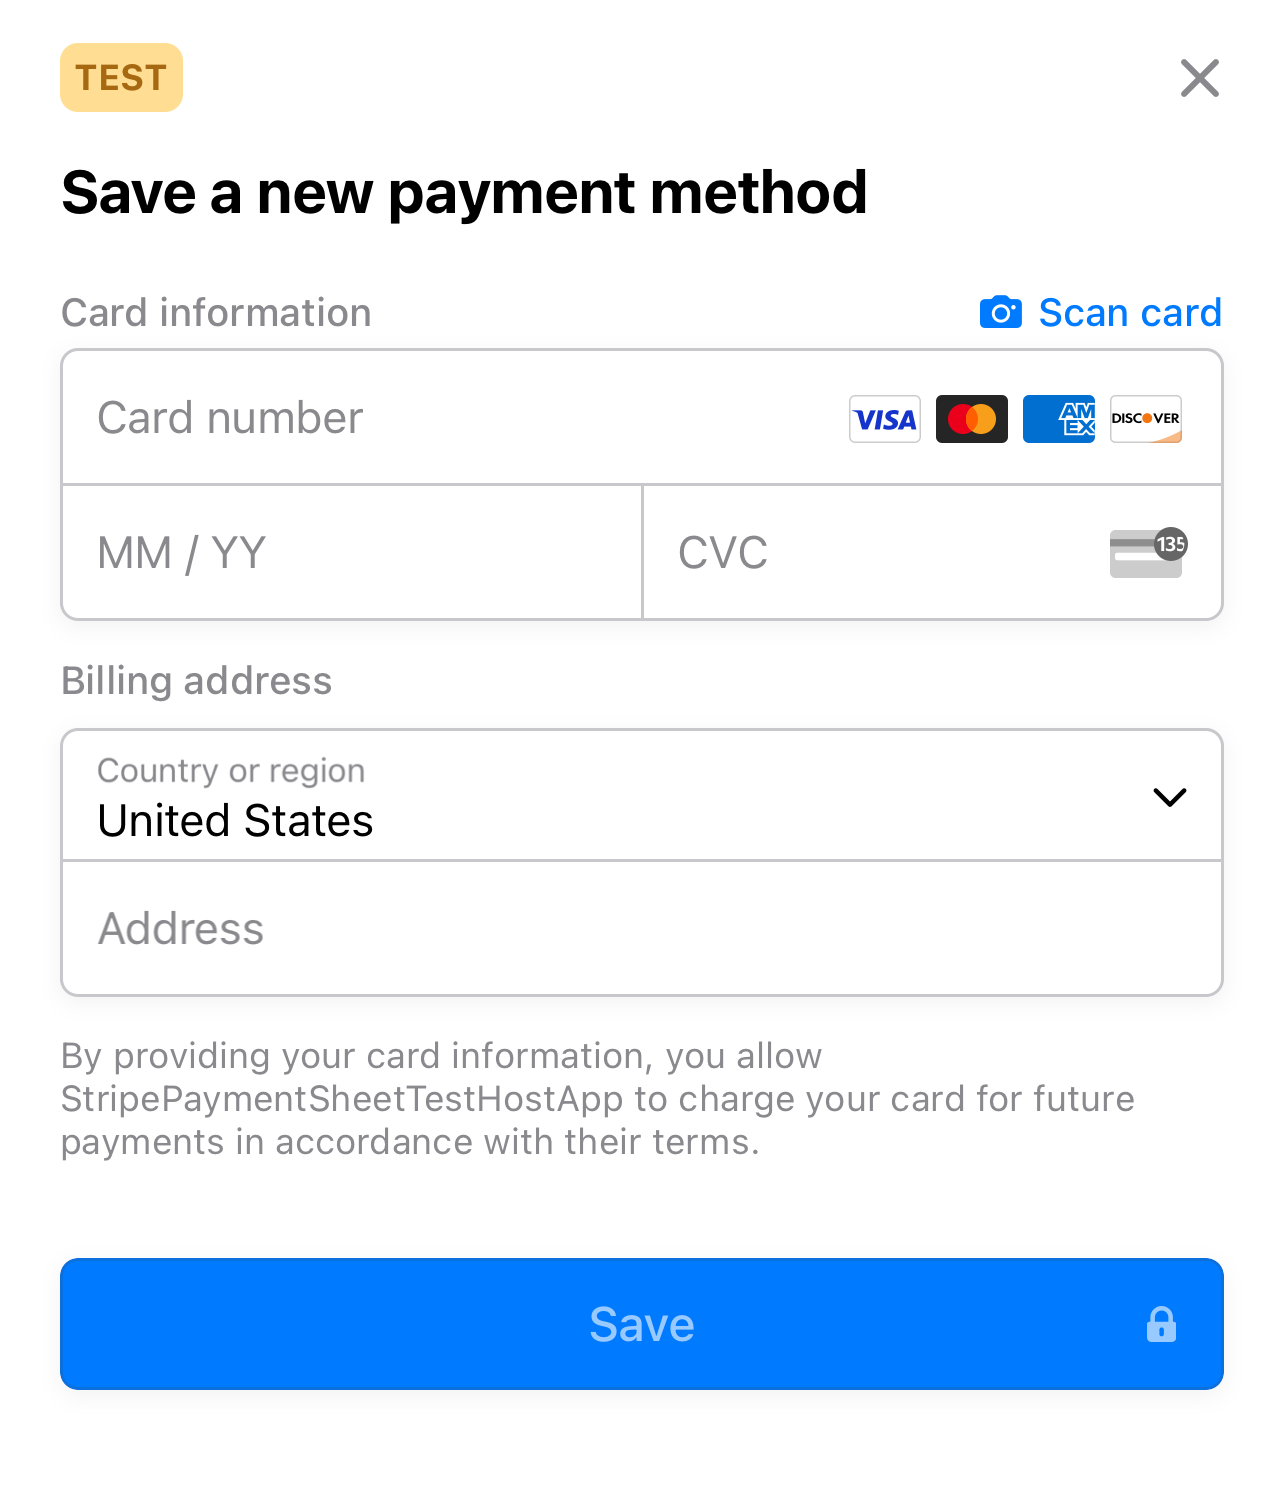 TEST
Save a new payment method
Card information
Scan card
Card number
VISA
AM
EX
DISCOVER
MM / YY
CVC
135
Billing address
Country or region
United States
Address
By providing your card information, you allow
StripePaymentSheetTestHostApp to charge your card for future
payments in accordance with their terms.
Save